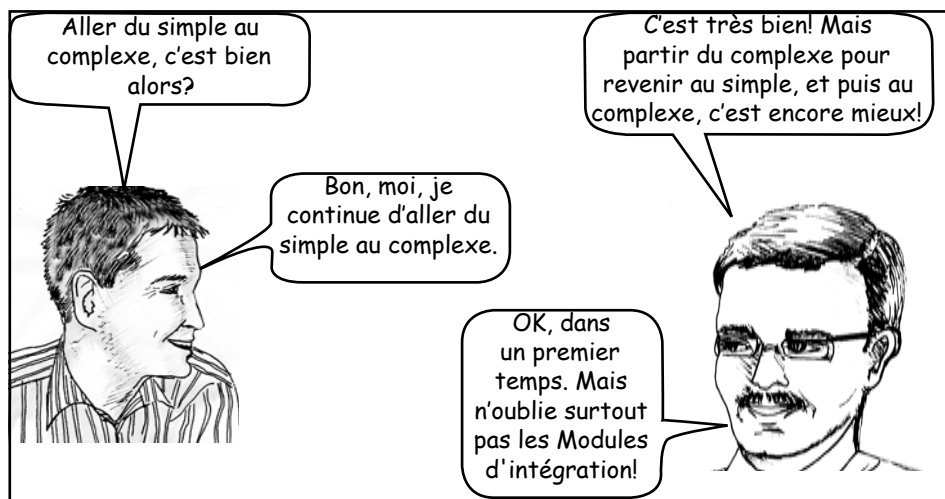 Aller du simple au
complexe, c'est bien
alors?
C'est très bien! Mais
partir du complexe pour
revenir au simple, et puis au
complexe, c'est encore mieux!
Bon, moi, je
continue d'aller du
simple au complexe.
OK, dans
un premier
temps. Mais
n'oublie surtout
pas les Modules
d'intégration!